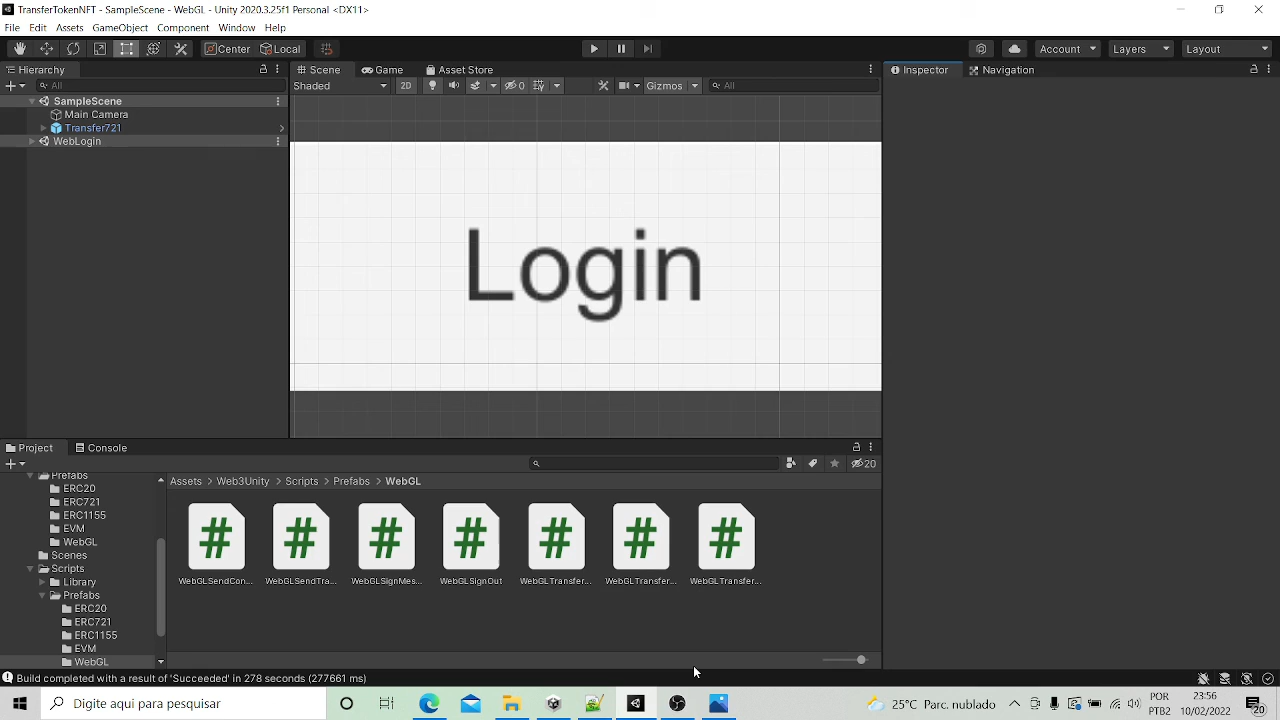 TransferTokenNFT - SampleScene - WebGL - Unity 2020.3.25f1 Personal <DX11>
File Edit Assets GameObject Component Window Help
Center Local Account Layers Layout
Hierarchy Scene Game Asset Store Inspector Navigation
All Shaded 2D 0 Gizmos All
SampleScene
Main Camera
Transfer721
WebLogin
Login
Project Console
20
Prefabs
ERC20
ERC721
ERC1155
EVM
WebGL
Scenes
Scripts
Library
Prefabs
ERC20
ERC721
ERC1155
EVM
WebGL
Assets Web3Unity Scripts Prefabs WebGL
# # # # # # #
WebGLSendCon... WebGLSendTra... WebGLSignMes... WebGLSignOut WebGLTransfer... WebGLTransfer... WebGLTransfer...
Build completed with a result of 'Succeeded' in 278 seconds (277661 ms)
Digite aqui para pesquisar
25°C Parc. nublado
POR
PTB2
23:56
10/02/2022
20